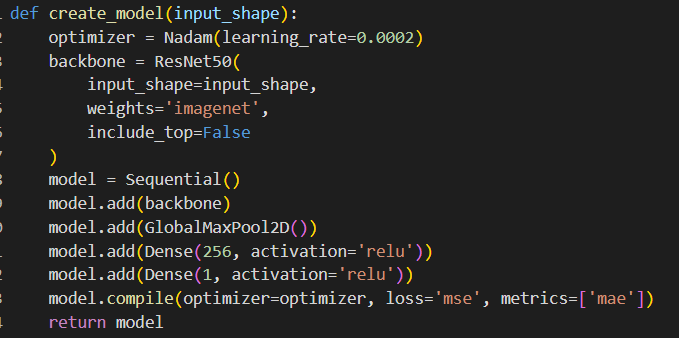 def create_model(input_shape):
    optimizer = Nadam(learning_rate=0.0002)
    backbone = ResNet50(
        input_shape=input_shape,
        weights='imagenet',
        include_top=False
    )
    model = Sequential()
    model.add(backbone)
    model.add(GlobalMaxPool2D())
    model.add(Dense(256, activation='relu'))
    model.add(Dense(1, activation='relu'))
    model.compile(optimizer=optimizer, loss='mse', metrics=['mae'])
    return model